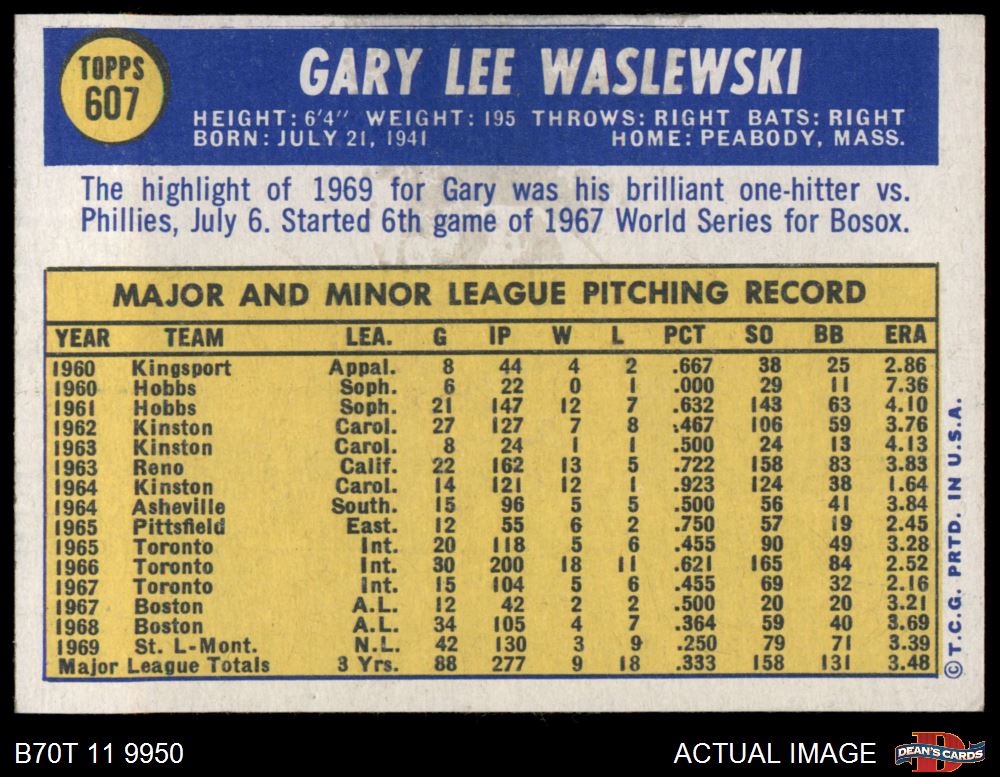 TOPPS
607
GARY LEE WASLEWSKI
HEIGHT: 6'4" WEIGHT: 195 THROWS: RIGHT BATS: RIGHT
BORN: JULY 21, 1941 HOME: PEABODY, MASS.
The highlight of 1969 for Gary was his brilliant one-hitter vs.
Phillies, July 6. Started 6th game of 1967 World Series for Bosox.
MAJOR AND MINOR LEAGUE PITCHING RECORD
YEAR TEAM LEA. G IP W L PCT SO BB ERA
1960 Kingsport Appal. 8 44 4 2 .667 38 25 2.86
1960 Hobbs Soph. 6 22 0 1 .000 29 11 7.36
1961 Hobbs Soph. 21 147 12 7 .632 143 63 4.10
1962 Kinston Carol. 27 127 7 8 .467 106 59 3.76
1963 Kinston Carol. 8 24 1 1 .500 24 13 4.13
1963 Reno Calif. 22 162 13 5 .722 158 83 3.83
1964 Kinston Carol. 14 121 12 1 .923 124 38 1.64
1964 Asheville South. 15 96 5 5 .500 56 41 3.84
1965 Pittsfield East. 12 55 6 2 .750 57 19 2.45
1965 Toronto Int. 20 118 5 6 .455 90 49 3.28
1966 Toronto Int. 30 200 18 11 .621 165 84 2.52
1967 Toronto Int. 15 104 5 6 .455 69 32 2.16
1967 Boston A.L. 12 42 2 2 .500 20 20 3.21
1968 Boston A.L. 34 105 4 7 .364 59 40 3.69
1969 St. L-Mont. N.L. 42 130 3 9 .250 79 71 3.39
Major League Totals 3 Yrs. 88 277 9 18 .333 158 131 3.48
© T.C.G. PRTD. IN U.S.A.
B70T 11 9950
ACTUAL IMAGE
D
DEAN'S CARDS